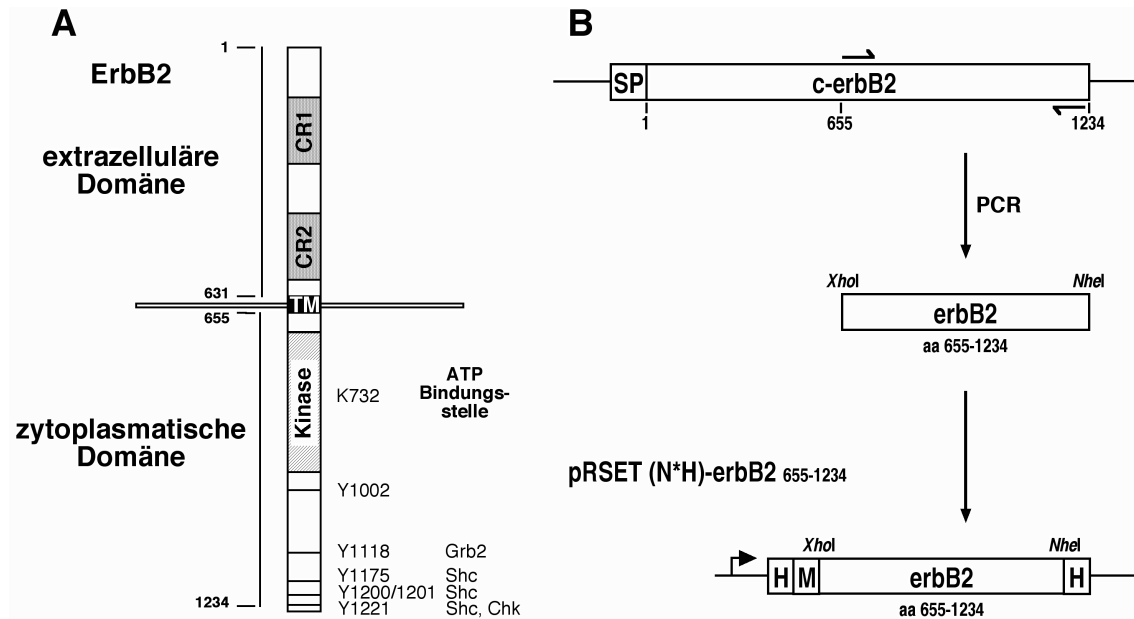 A
1
ErbB2
extrazelluläre
Domäne
CR1
CR2
631
TM
655
Kinase
K732
ATP
Bindungs-
stelle
zytoplasmatische
Domäne
Y1002
Y1118 Grb2
Y1175 Shc
Y1200/1201 Shc
1234
Y1221 Shc, Chk
B
SP c-erbB2
1 655 1234
PCR
XhoI NheI
erbB2
aa 655-1234
pRSET (N*H)-erbB2 655-1234
XhoI NheI
H M erbB2 H
aa 655-1234